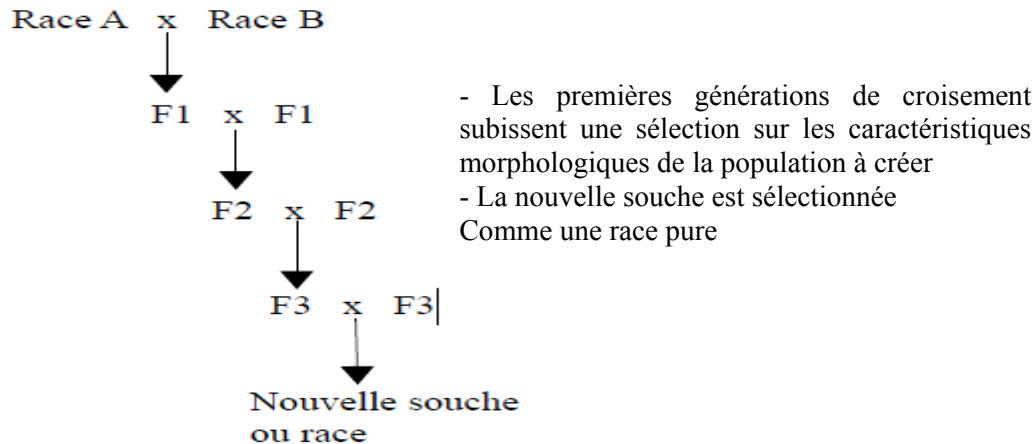 Race A x Race B
F1 x F1
- Les premières générations de croisement
subissent une sélection sur les caractéristiques
morphologiques de la population à créer
F2 x F2
- La nouvelle souche est sélectionnée
Comme une race pure
F3 x F3
Nouvelle souche
ou race